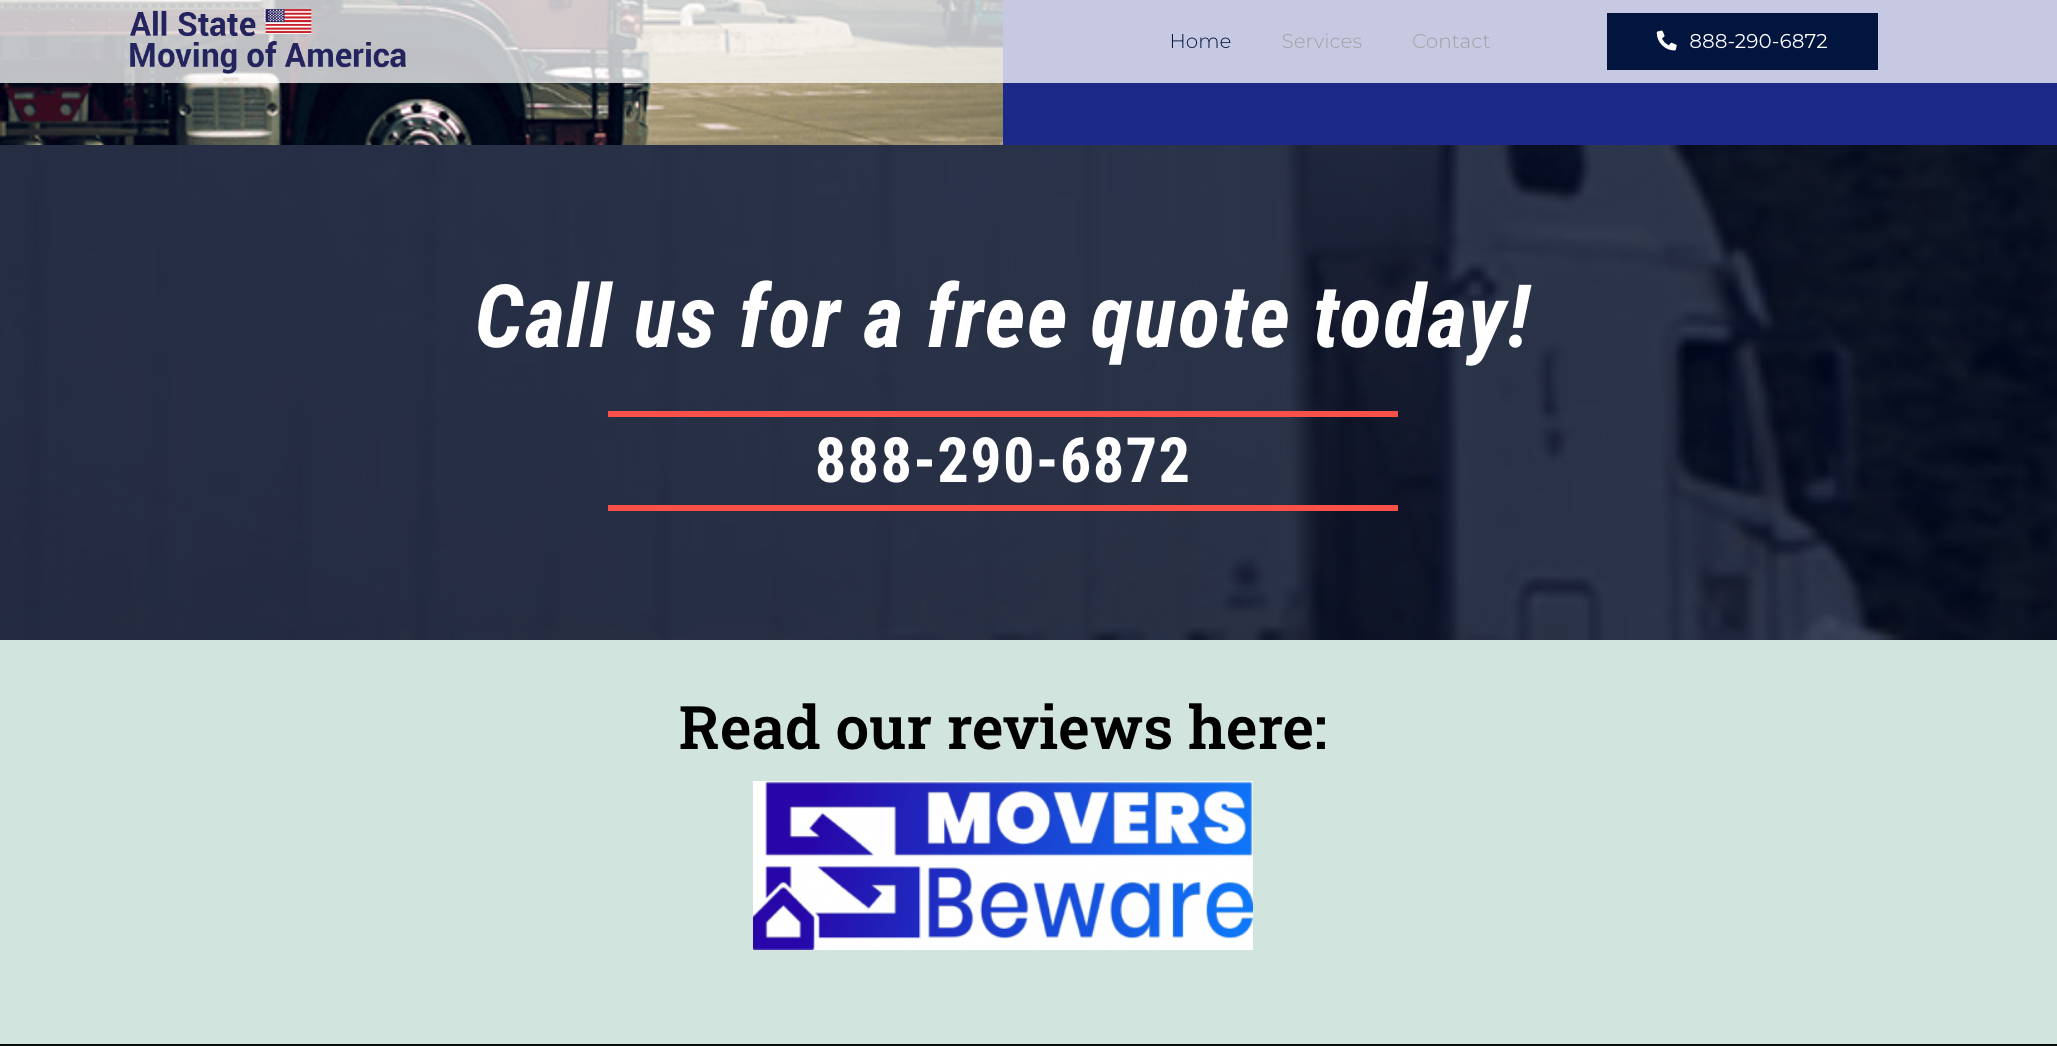 All State
Moving of America
Home
Services
Contact
888-290-6872
Call us for a free quote today!
888-290-6872
Read our reviews here:
MOVERS
Beware